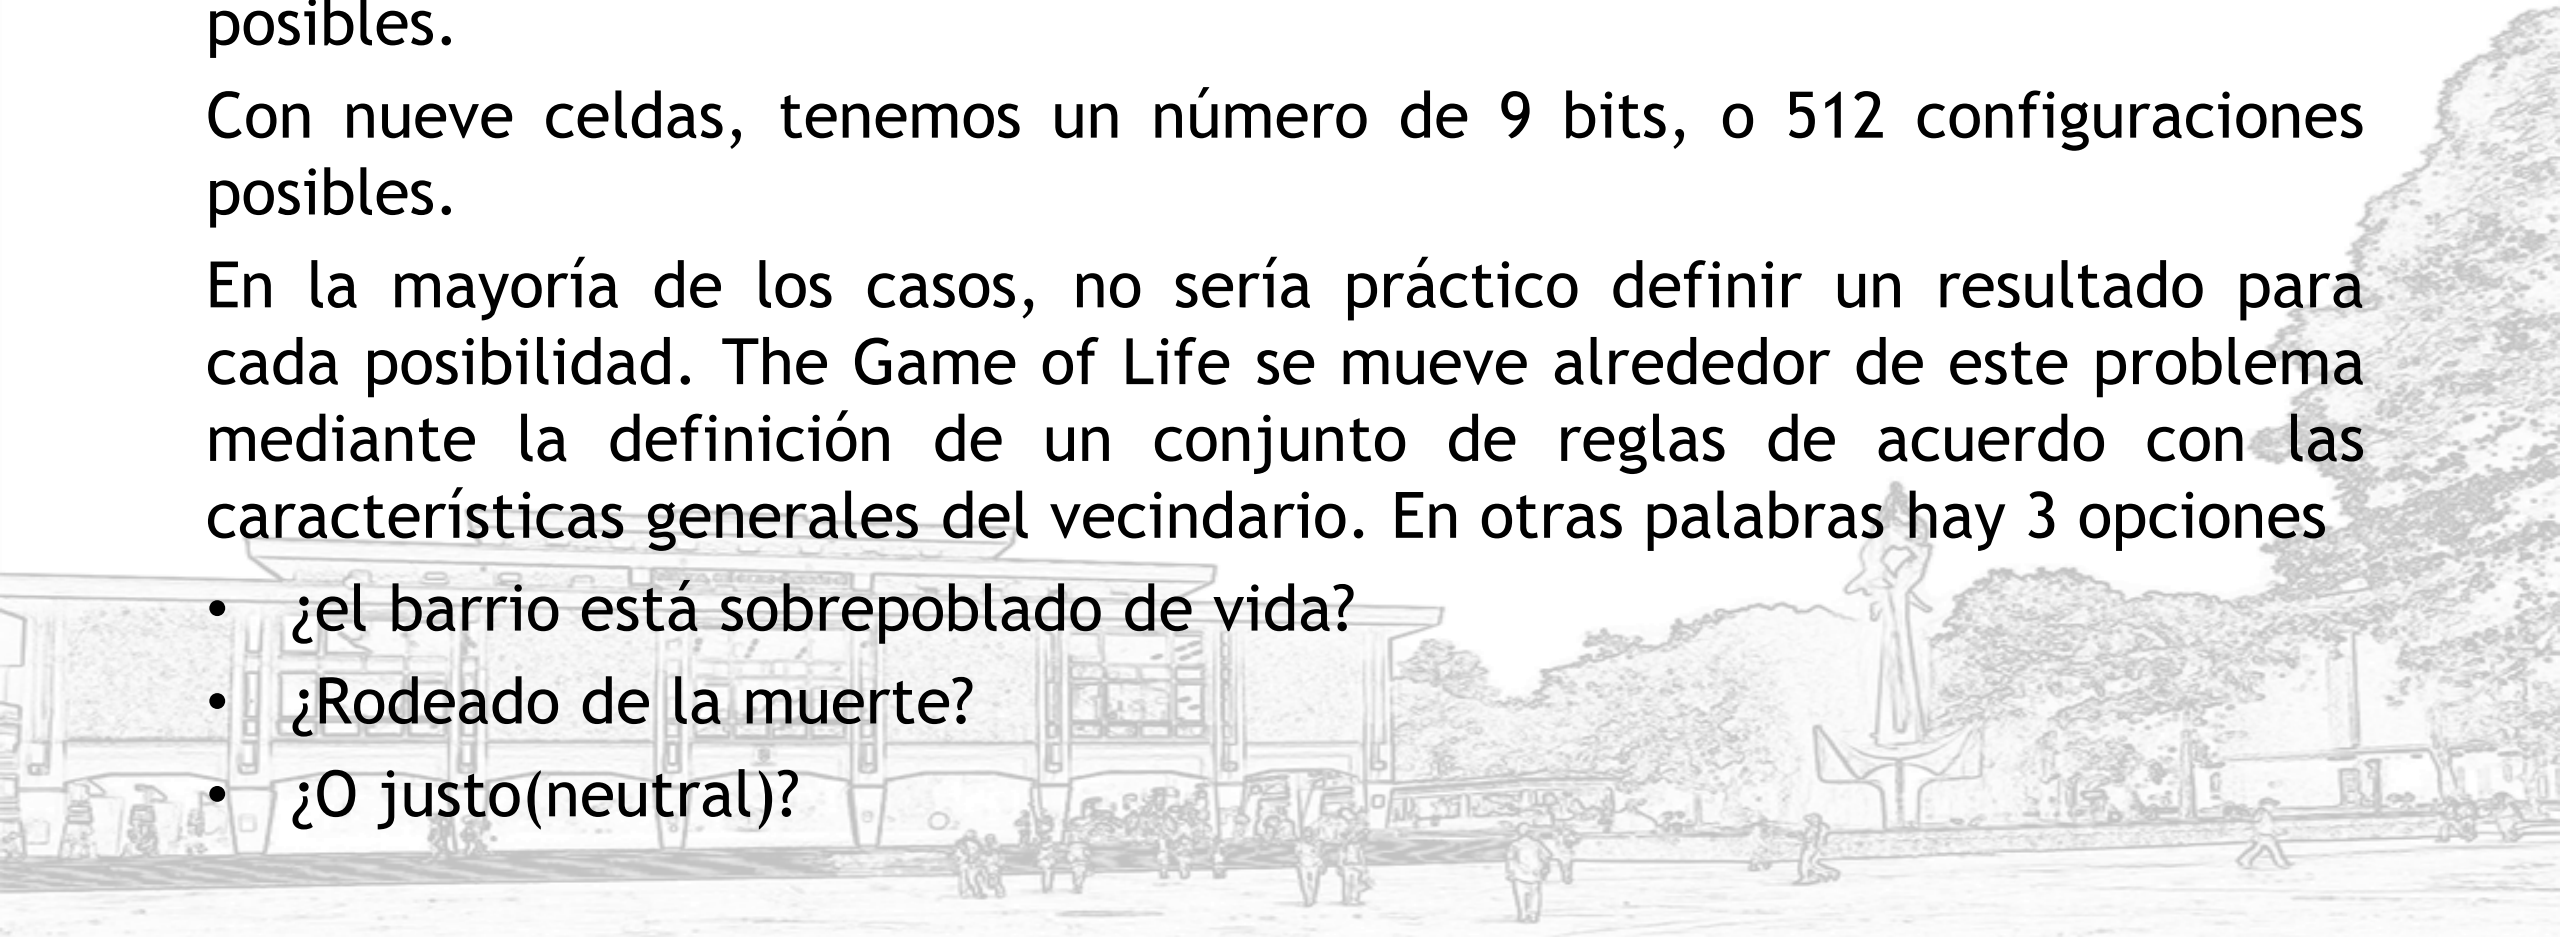 posibles.
Con nueve celdas, tenemos un número de 9 bits, o 512 configuraciones
posibles.
En la mayoría de los casos, no sería práctico definir un resultado para
cada posibilidad. The Game of Life se mueve alrededor de este problema
mediante la definición de un conjunto de reglas de acuerdo con las
características generales del vecindario. En otras palabras hay 3 opciones
• ¿el barrio está sobrepoblado de vida?
• ¿Rodeado de la muerte?
• ¿O justo(neutral)?